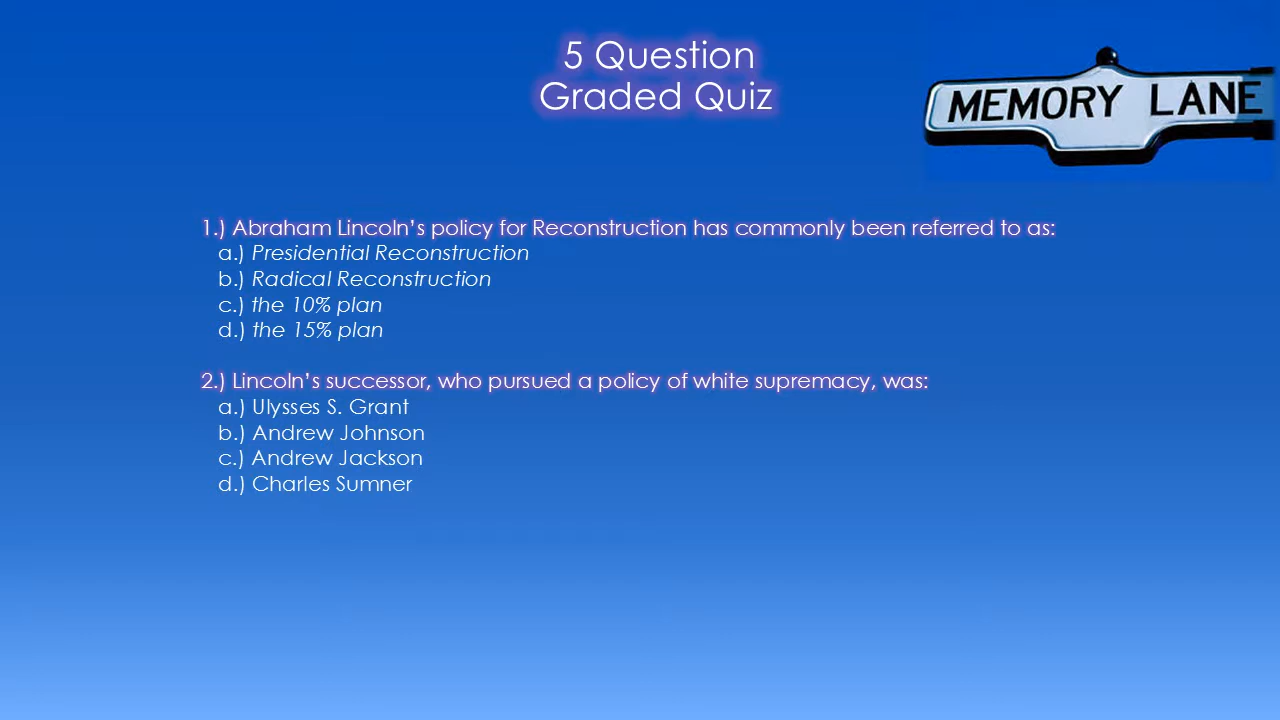 5 Question
Graded Quiz
MEMORY LANE
1.) Abraham Lincoln’s policy for Reconstruction has commonly been referred to as:
a.) Presidential Reconstruction
b.) Radical Reconstruction
c.) the 10% plan
d.) the 15% plan
2.) Lincoln’s successor, who pursued a policy of white supremacy, was:
a.) Ulysses S. Grant
b.) Andrew Johnson
c.) Andrew Jackson
d.) Charles Sumner